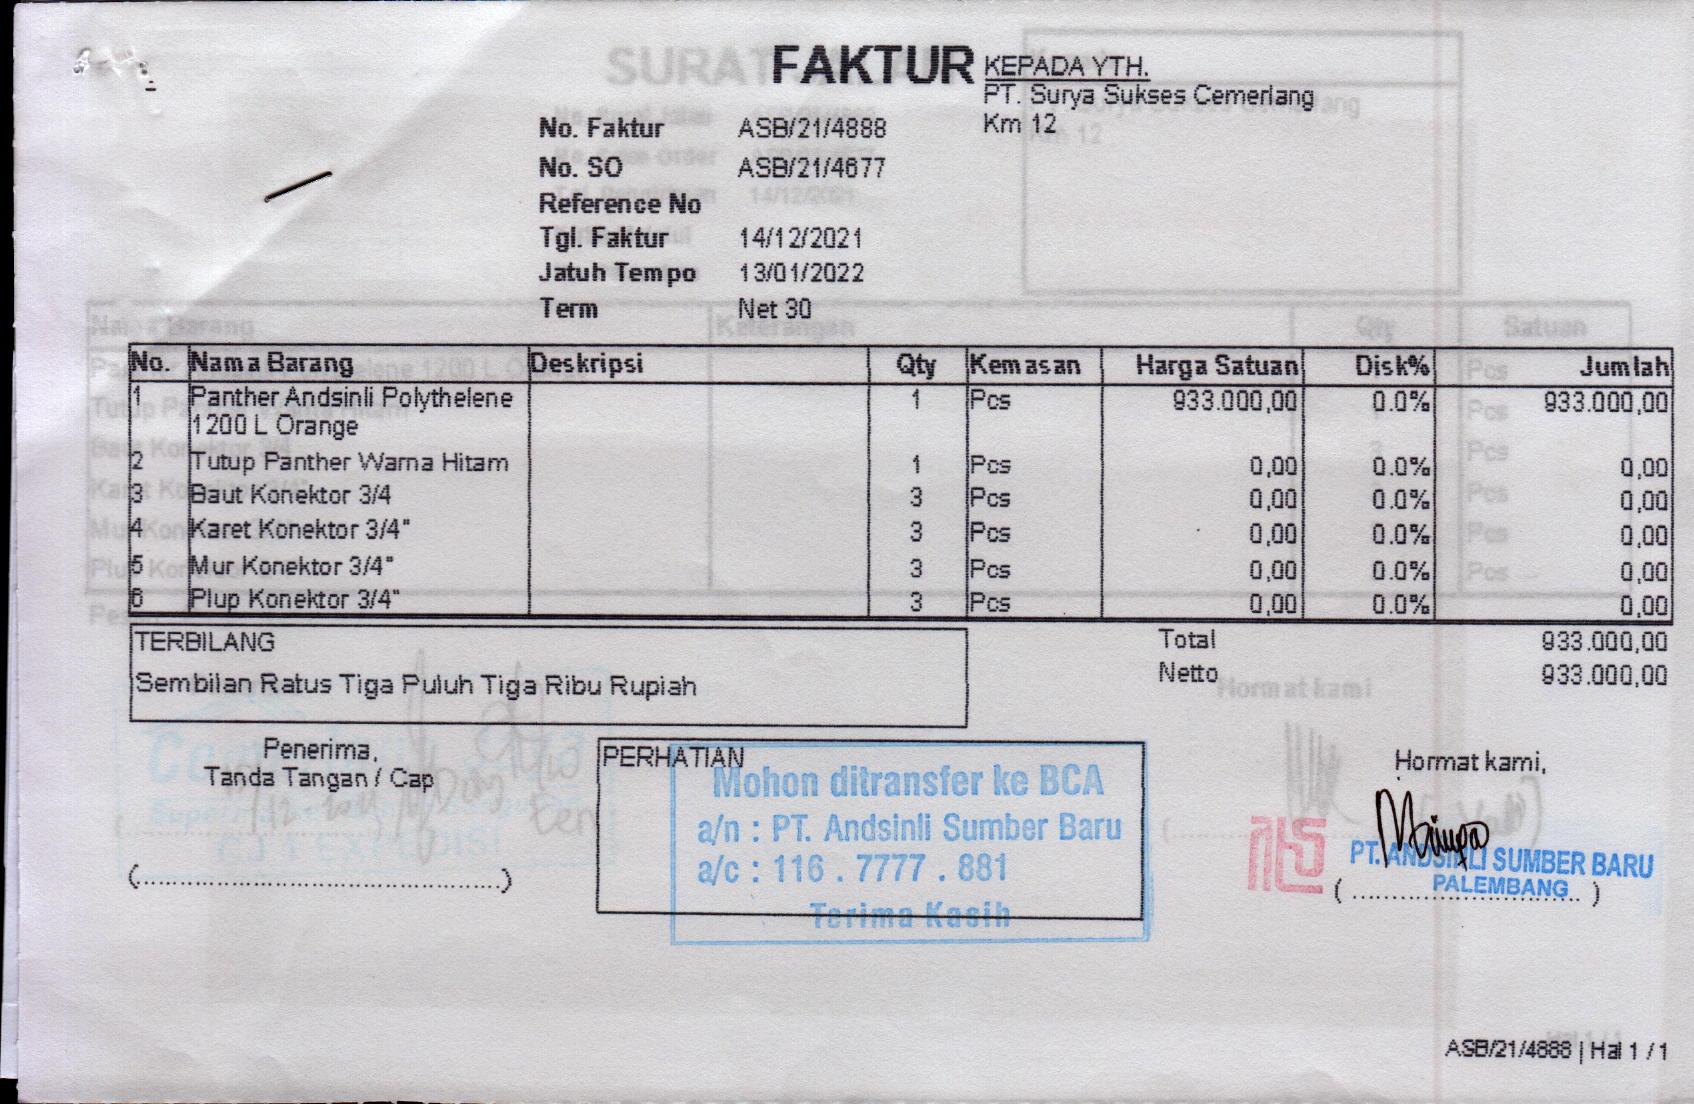 FAKTUR
KEPADA YTH.
PT. Surya Sukses Cemerlang
Km 12
No. Faktur ASB/21/4888
No. SO ASB/21/4677
Reference No
Tgl. Faktur 14/12/2021
Jatuh Tempo 13/01/2022
Term Net 30
No. Nama Barang Deskripsi Qty Kemasan Harga Satuan Disk% Jumlah
1 Panther Andsinli Polythelene 1 Pcs 933.000,00 0.0% 933.000,00
1200 L Orange
2 Tutup Panther Warna Hitam 1 Pcs 0,00 0.0% 0,00
3 Baut Konektor 3/4 3 Pcs 0,00 0.0% 0,00
4 Karet Konektor 3/4" 3 Pcs 0,00 0.0% 0,00
5 Mur Konektor 3/4" 3 Pcs 0,00 0.0% 0,00
6 Plup Konektor 3/4" 3 Pcs 0,00 0.0% 0,00
TERBILANG
Sembilan Ratus Tiga Puluh Tiga Ribu Rupiah
Total 933.000,00
Netto 933.000,00
Penerima,
Tanda Tangan / Cap
(..............................................)
PERHATIAN
Mohon ditransfer ke BCA
a/n : PT. Andsinli Sumber Baru
a/c : 116 . 7777 . 881
Terima Kasih
Hormat kami,
PT. ANDSINLI SUMBER BARU
PALEMBANG
(..............................)
ASB/21/4888 | Hal 1 / 1